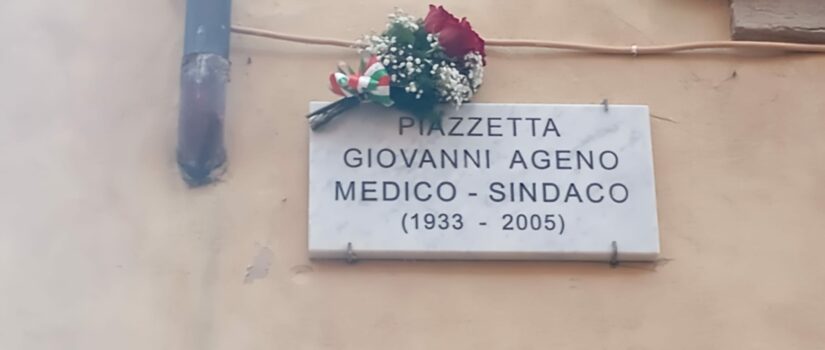 PIAZZETTA
GIOVANNI AGENO
MEDICO - SINDACO
(1933 - 2005)